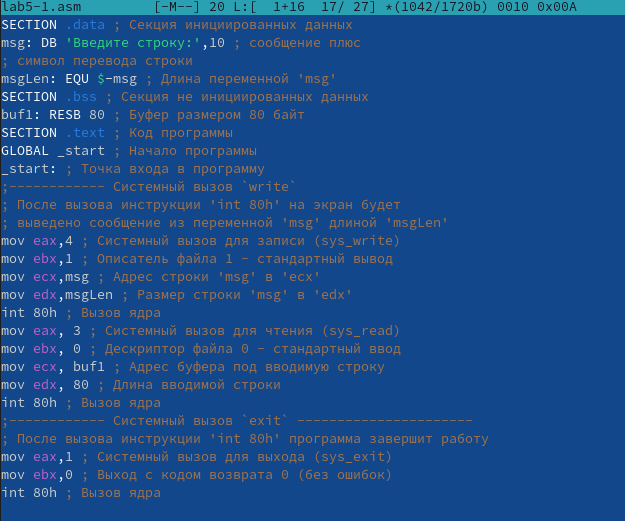 lab5-1.asm [-M--] 20 L:[ 1+16 17/ 27] *(1042/1720b) 0010 0x00A
SECTION .data ; Секция инициированных данных
msg: DB 'Введите строку:',10 ; сообщение плюс
; символ перевода строки
msgLen: EQU $-msg ; Длина переменной 'msg'
SECTION .bss ; Секция не инициированных данных
buf1: RESB 80 ; Буфер размером 80 байт
SECTION .text ; Код программы
GLOBAL _start ; Начало программы
_start: ; Точка входа в программу
;------------ Системный вызов `write`
; После вызова инструкции 'int 80h' на экран будет
; выведено сообщение из переменной 'msg' длиной 'msgLen'
mov eax,4 ; Системный вызов для записи (sys_write)
mov ebx,1 ; Описатель файла 1 - стандартный вывод
mov ecx,msg ; Адрес строки 'msg' в 'ecx'
mov edx,msgLen ; Размер строки 'msg' в 'edx'
int 80h ; Вызов ядра
mov eax, 3 ; Системный вызов для чтения (sys_read)
mov ebx, 0 ; Дескриптор файла 0 - стандартный ввод
mov ecx, buf1 ; Адрес буфера под вводимую строку
mov edx, 80 ; Длина вводимой строки
int 80h ; Вызов ядра
;------------ Системный вызов `exit` ----------------------
; После вызова инструкции 'int 80h' программа завершит работу
mov eax,1 ; Системный вызов для выхода (sys_exit)
mov ebx,0 ; Выход с кодом возврата 0 (без ошибок)
int 80h ; Вызов ядра